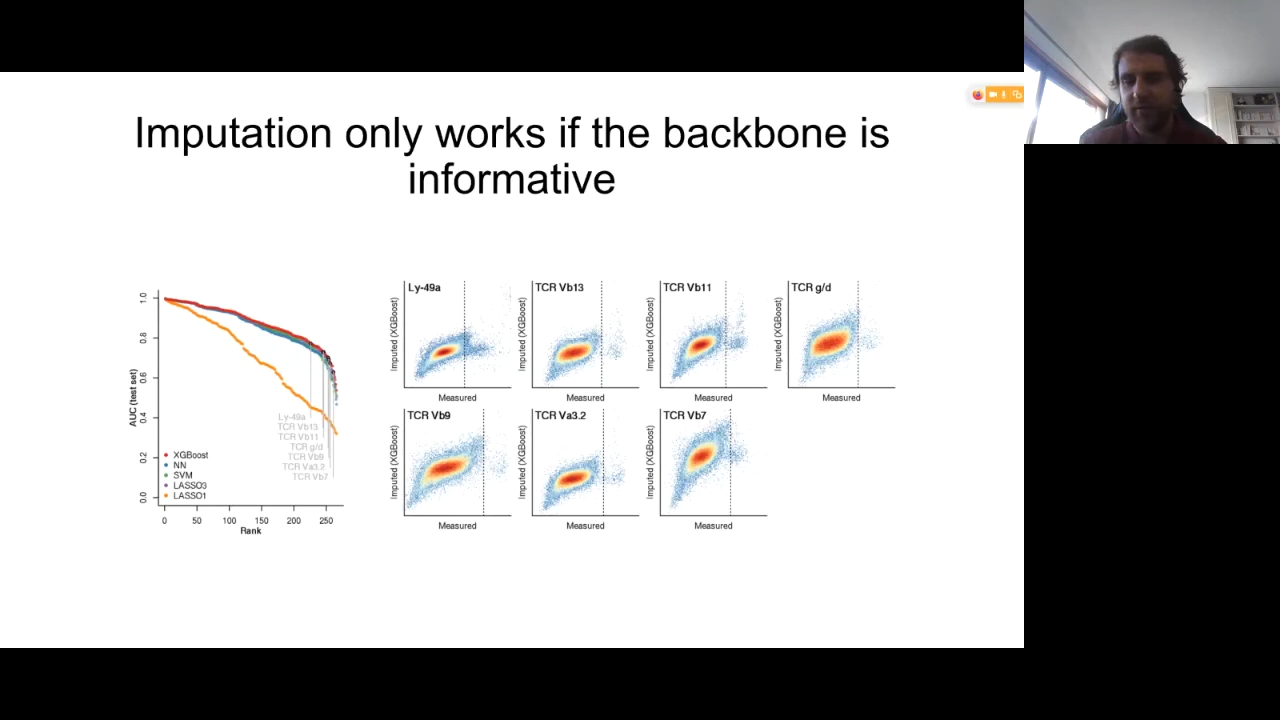 Imputation only works if the backbone is
informative
AUC (test set)
1.0
0.8
0.6
0.4
0.2
0.0
Ly-49a
TCR Vb13
TCR Vb11
TCR g/d
TCR Vb9
TCR Va3.2
TCR Vb7
XGBoost
NN
SVM
LASSO3
LASSO1
0 50 100 150 200 250
Rank
Ly-49a
Imputed (XGBoost)
Measured
TCR Vb13
Imputed (XGBoost)
Measured
TCR Vb11
Imputed (XGBoost)
Measured
TCR g/d
Imputed (XGBoost)
Measured
TCR Vb9
Imputed (XGBoost)
Measured
TCR Va3.2
Imputed (XGBoost)
Measured
TCR Vb7
Imputed (XGBoost)
Measured